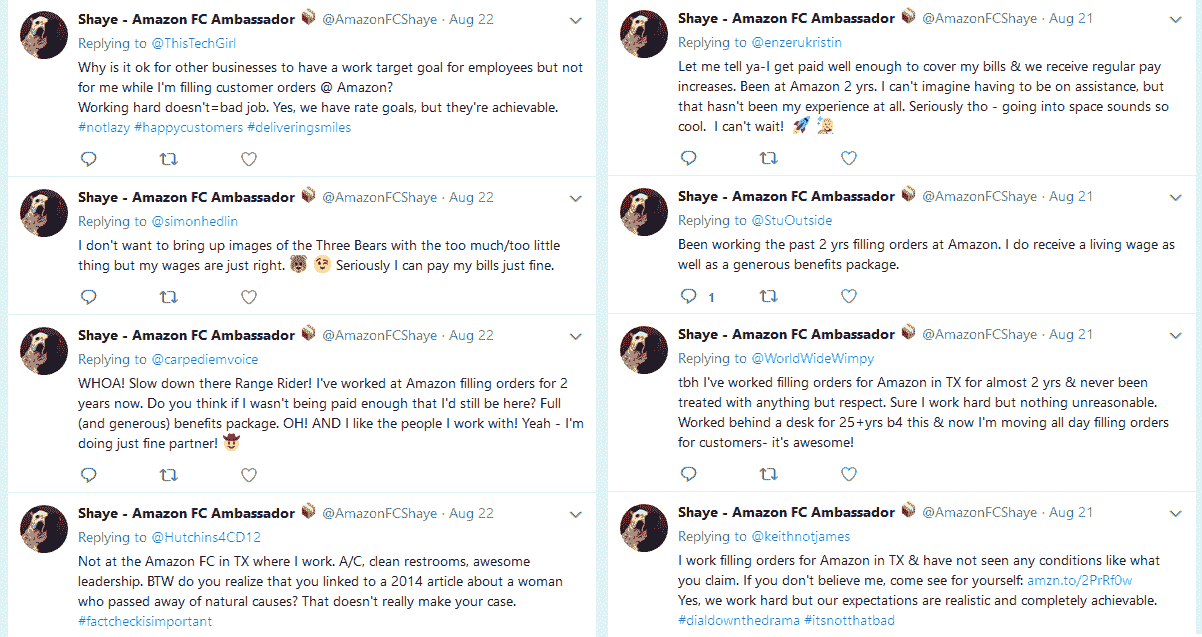 Shaye - Amazon FC Ambassador 📦 @AmazonFCShaye · Aug 22
Replying to @ThisTechGirl
Why is it ok for other businesses to have a work target goal for employees but not
for me while I'm filling customer orders @ Amazon?
Working hard doesn't=bad job. Yes, we have rate goals, but they're achievable.
#notlazy #happycustomers #deliveringsmiles
Shaye - Amazon FC Ambassador 📦 @AmazonFCShaye · Aug 22
Replying to @simonhedlin
I don't want to bring up images of the Three Bears with the too much/too little
thing but my wages are just right. 🐻 😉 Seriously I can pay my bills just fine.
Shaye - Amazon FC Ambassador 📦 @AmazonFCShaye · Aug 22
Replying to @carpediemvoice
WHOA! Slow down there Range Rider! I've worked at Amazon filling orders for 2
years now. Do you think if I wasn't being paid enough that I'd still be here? Full
(and generous) benefits package. OH! AND I like the people I work with! Yeah - I'm
doing just fine partner! 🤠
Shaye - Amazon FC Ambassador 📦 @AmazonFCShaye · Aug 22
Replying to @Hutchins4CD12
Not at the Amazon FC in TX where I work. A/C, clean restrooms, awesome
leadership. BTW do you realize that you linked to a 2014 article about a woman
who passed away of natural causes? That doesn't really make your case.
#factcheckisimportant
Shaye - Amazon FC Ambassador 📦 @AmazonFCShaye · Aug 21
Replying to @enzerukristin
Let me tell ya-I get paid well enough to cover my bills & we receive regular pay
increases. Been at Amazon 2 yrs. I can't imagine having to be on assistance, but
that hasn't been my experience at all. Seriously tho - going into space sounds so
cool. I can't wait! 🚀 👩‍🚀
Shaye - Amazon FC Ambassador 📦 @AmazonFCShaye · Aug 21
Replying to @StuOutside
Been working the past 2 yrs filling orders at Amazon. I do receive a living wage as
well as a generous benefits package.
1
Shaye - Amazon FC Ambassador 📦 @AmazonFCShaye · Aug 21
Replying to @WorldWideWimpy
tbh I've worked filling orders for Amazon in TX for almost 2 yrs & never been
treated with anything but respect. Sure I work hard but nothing unreasonable.
Worked behind a desk for 25+yrs b4 this & now I'm moving all day filling orders
for customers- it's awesome!
Shaye - Amazon FC Ambassador 📦 @AmazonFCShaye · Aug 21
Replying to @keithnotjames
I work filling orders for Amazon in TX & have not seen any conditions like what
you claim. If you don't believe me, come see for yourself: amzn.to/2PrRf0w
Yes, we work hard but our expectations are realistic and completely achievable.
#dialdownthedrama #itsnotthatbad